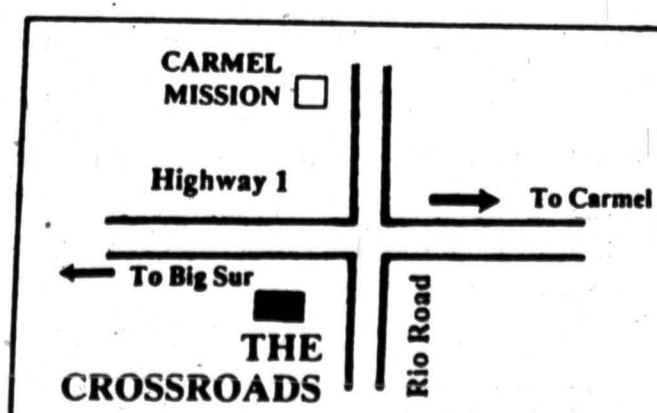 CARMEL
MISSION
Highway 1
To Carmel
To Big Sur
Rio Road
THE
CROSSROADS